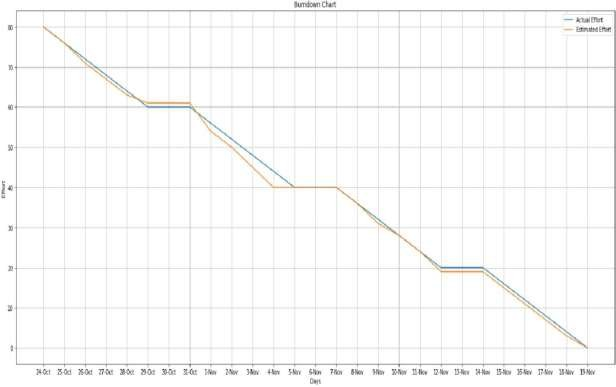 Burndown Chart
Actual Effort
Estimated Effort
80
70
60
50
40
30
20
10
0
Effort
24-Oct 25-Oct 26-Oct 27-Oct 28-Oct 29-Oct 30-Oct 31-Oct 1-Nov 2-Nov 3-Nov 4-Nov 5-Nov 6-Nov 7-Nov 8-Nov 9-Nov 10-Nov 11-Nov 12-Nov 13-Nov 14-Nov 15-Nov 16-Nov 17-Nov 18-Nov 19-Nov
Days